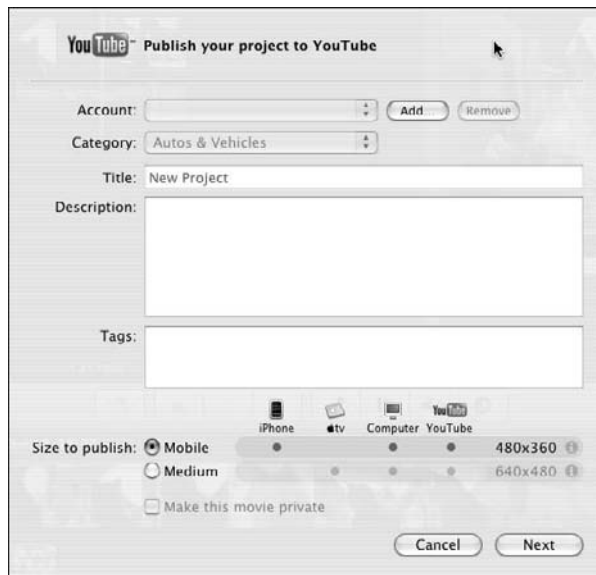 YouTube™ Publish your project to YouTube
Account: Add... Remove
Category: Autos & Vehicles
Title: New Project
Description:
Tags:
YouTube
iPhone tv Computer YouTube
Size to publish: Mobile 480x360
Medium 640x480
Make this movie private
Cancel Next